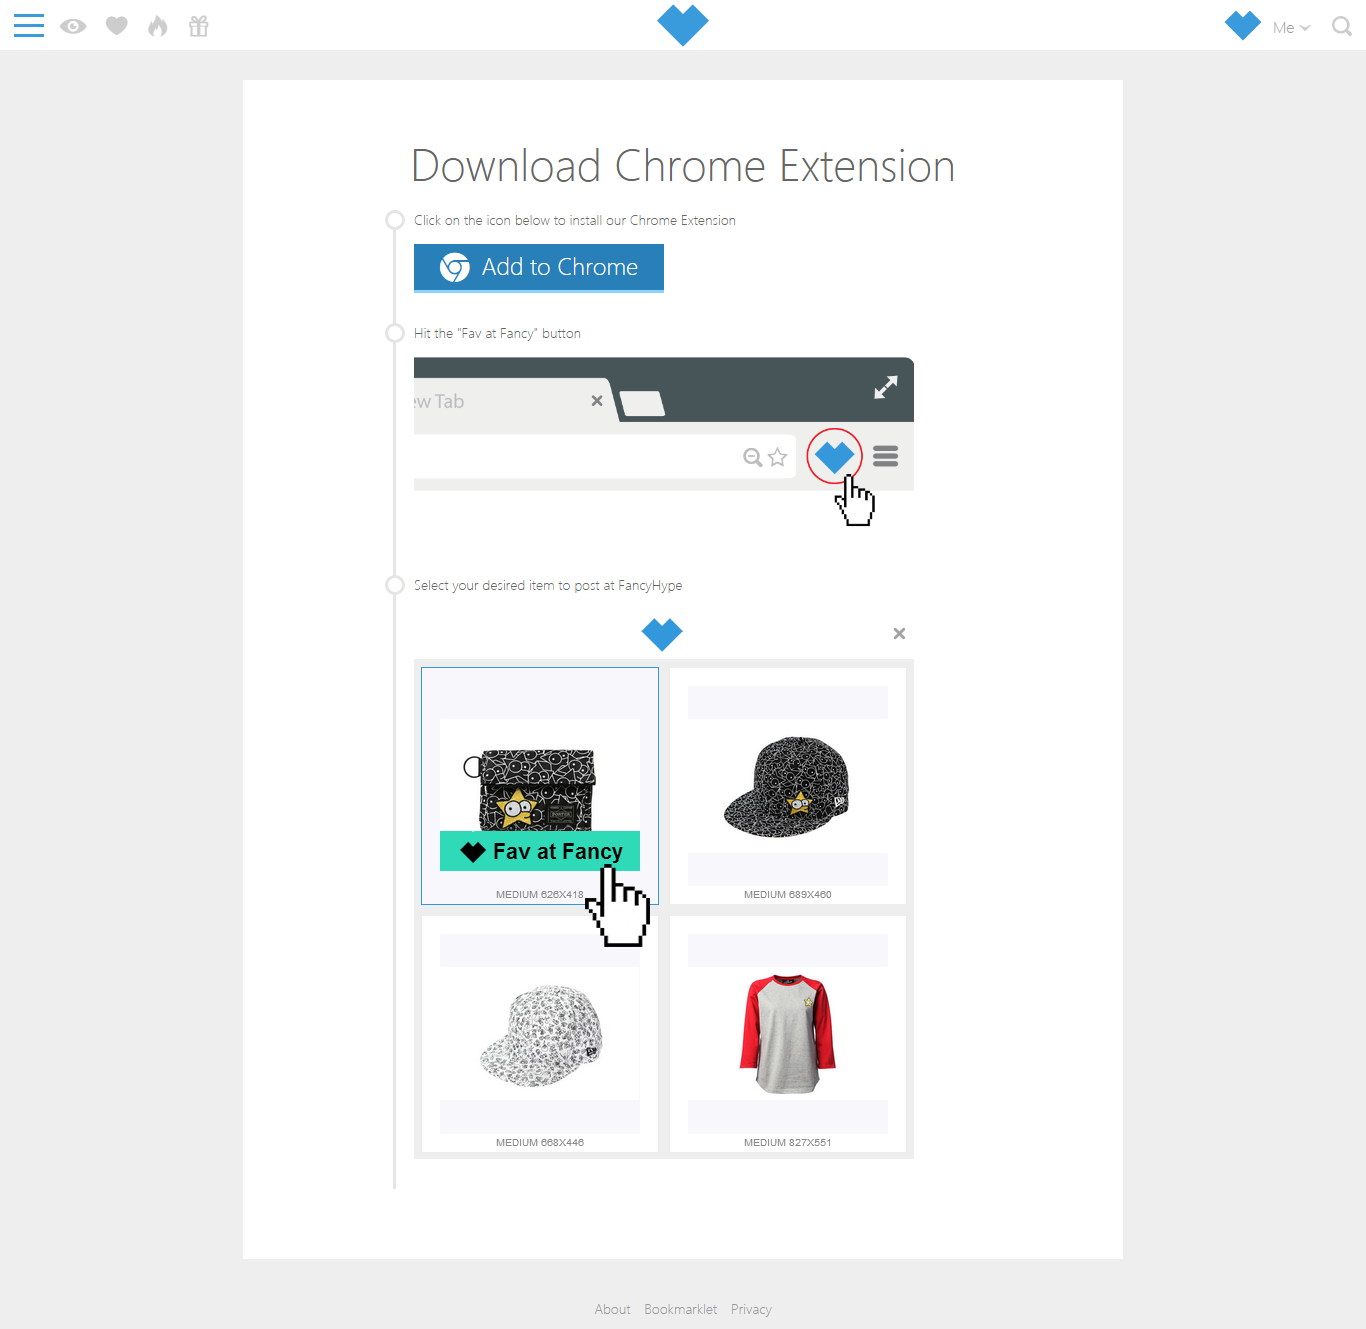 Me
Download Chrome Extension
Click on the icon below to install our Chrome Extension
Add to Chrome
Hit the "Fav at Fancy" button
ew Tab
Select your desired item to post at FancyHype
Fav at Fancy
MEDIUM 626X418
MEDIUM 689X460
MEDIUM 668X446
MEDIUM 827X551
About Bookmarklet Privacy